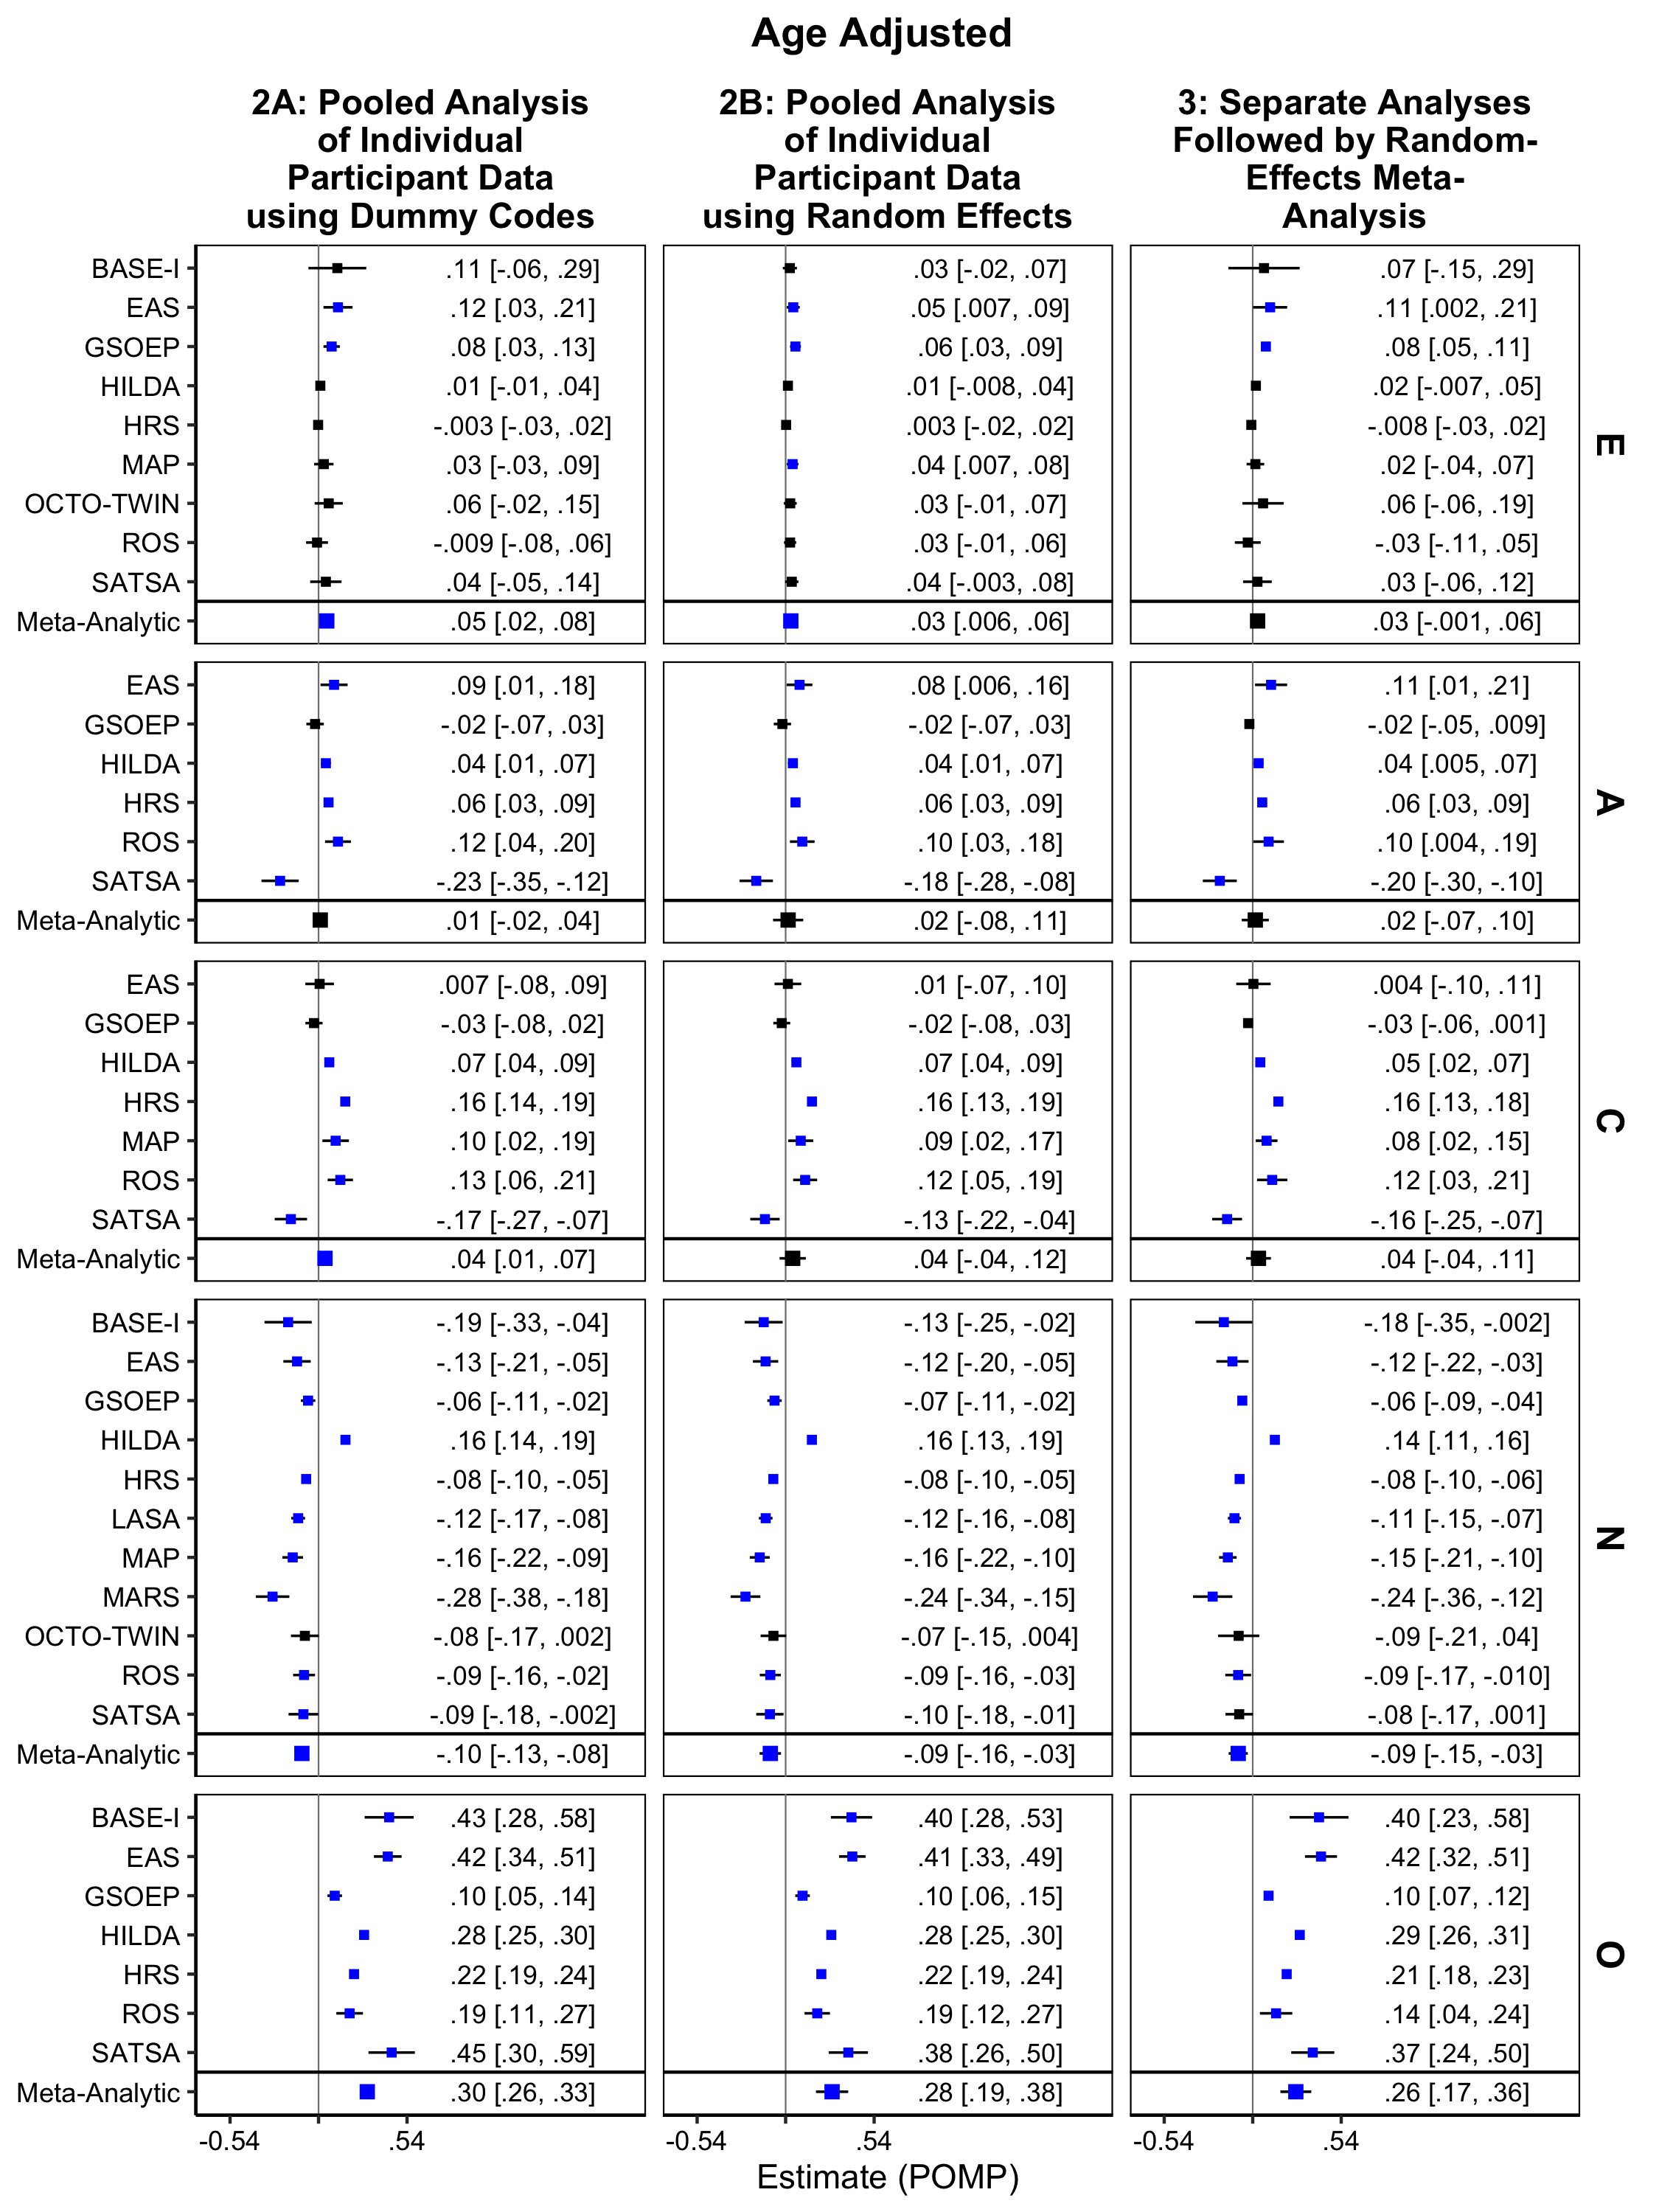 Age Adjusted
2A: Pooled Analysis
of Individual
Participant Data
using Dummy Codes
2B: Pooled Analysis
of Individual
Participant Data
using Random Effects
3: Separate Analyses
Followed by Random-
Effects Meta-
Analysis
BASE-I .11 [-.06, .29] .03 [-.02, .07] .07 [-.15, .29]
EAS .12 [.03, .21] .05 [.007, .09] .11 [.002, .21]
GSOEP .08 [.03, .13] .06 [.03, .09] .08 [.05, .11]
HILDA .01 [-.01, .04] .01 [-.008, .04] .02 [-.007, .05]
HRS -.003 [-.03, .02] .003 [-.02, .02] -.008 [-.03, .02]
MAP .03 [-.03, .09] .04 [.007, .08] .02 [-.04, .07]
OCTO-TWIN .06 [-.02, .15] .03 [-.01, .07] .06 [-.06, .19]
ROS -.009 [-.08, .06] .03 [-.01, .06] -.03 [-.11, .05]
SATSA .04 [-.05, .14] .04 [-.003, .08] .03 [-.06, .12]
Meta-Analytic .05 [.02, .08] .03 [.006, .06] .03 [-.001, .06]
E
EAS .09 [.01, .18] .08 [.006, .16] .11 [.01, .21]
GSOEP -.02 [-.07, .03] -.02 [-.07, .03] -.02 [-.05, .009]
HILDA .04 [.01, .07] .04 [.01, .07] .04 [.005, .07]
HRS .06 [.03, .09] .06 [.03, .09] .06 [.03, .09]
ROS .12 [.04, .20] .10 [.03, .18] .10 [.004, .19]
SATSA -.23 [-.35, -.12] -.18 [-.28, -.08] -.20 [-.30, -.10]
Meta-Analytic .01 [-.02, .04] .02 [-.08, .11] .02 [-.07, .10]
A
EAS .007 [-.08, .09] .01 [-.07, .10] .004 [-.10, .11]
GSOEP -.03 [-.08, .02] -.02 [-.08, .03] -.03 [-.06, .001]
HILDA .07 [.04, .09] .07 [.04, .09] .05 [.02, .07]
HRS .16 [.14, .19] .16 [.13, .19] .16 [.13, .18]
MAP .10 [.02, .19] .09 [.02, .17] .08 [.02, .15]
ROS .13 [.06, .21] .12 [.05, .19] .12 [.03, .21]
SATSA -.17 [-.27, -.07] -.13 [-.22, -.04] -.16 [-.25, -.07]
Meta-Analytic .04 [.01, .07] .04 [-.04, .12] .04 [-.04, .11]
C
BASE-I -.19 [-.33, -.04] -.13 [-.25, -.02] -.18 [-.35, -.002]
EAS -.13 [-.21, -.05] -.12 [-.20, -.05] -.12 [-.22, -.03]
GSOEP -.06 [-.11, -.02] -.07 [-.11, -.02] -.06 [-.09, -.04]
HILDA .16 [.14, .19] .16 [.13, .19] .14 [.11, .16]
HRS -.08 [-.10, -.05] -.08 [-.10, -.05] -.08 [-.10, -.06]
LASA -.12 [-.17, -.08] -.12 [-.16, -.08] -.11 [-.15, -.07]
MAP -.16 [-.22, -.09] -.16 [-.22, -.10] -.15 [-.21, -.10]
MARS -.28 [-.38, -.18] -.24 [-.34, -.15] -.24 [-.36, -.12]
OCTO-TWIN -.08 [-.17, .002] -.07 [-.15, .004] -.09 [-.21, .04]
ROS -.09 [-.16, -.02] -.09 [-.16, -.03] -.09 [-.17, -.010]
SATSA -.09 [-.18, -.002] -.10 [-.18, -.01] -.08 [-.17, .001]
Meta-Analytic -.10 [-.13, -.08] -.09 [-.16, -.03] -.09 [-.15, -.03]
N
BASE-I .43 [.28, .58] .40 [.28, .53] .40 [.23, .58]
EAS .42 [.34, .51] .41 [.33, .49] .42 [.32, .51]
GSOEP .10 [.05, .14] .10 [.06, .15] .10 [.07, .12]
HILDA .28 [.25, .30] .28 [.25, .30] .29 [.26, .31]
HRS .22 [.19, .24] .22 [.19, .24] .21 [.18, .23]
ROS .19 [.11, .27] .19 [.12, .27] .14 [.04, .24]
SATSA .45 [.30, .59] .38 [.26, .50] .37 [.24, .50]
Meta-Analytic .30 [.26, .33] .28 [.19, .38] .26 [.17, .36]
O
-0.54 .54 -0.54 .54 -0.54 .54
Estimate (POMP)